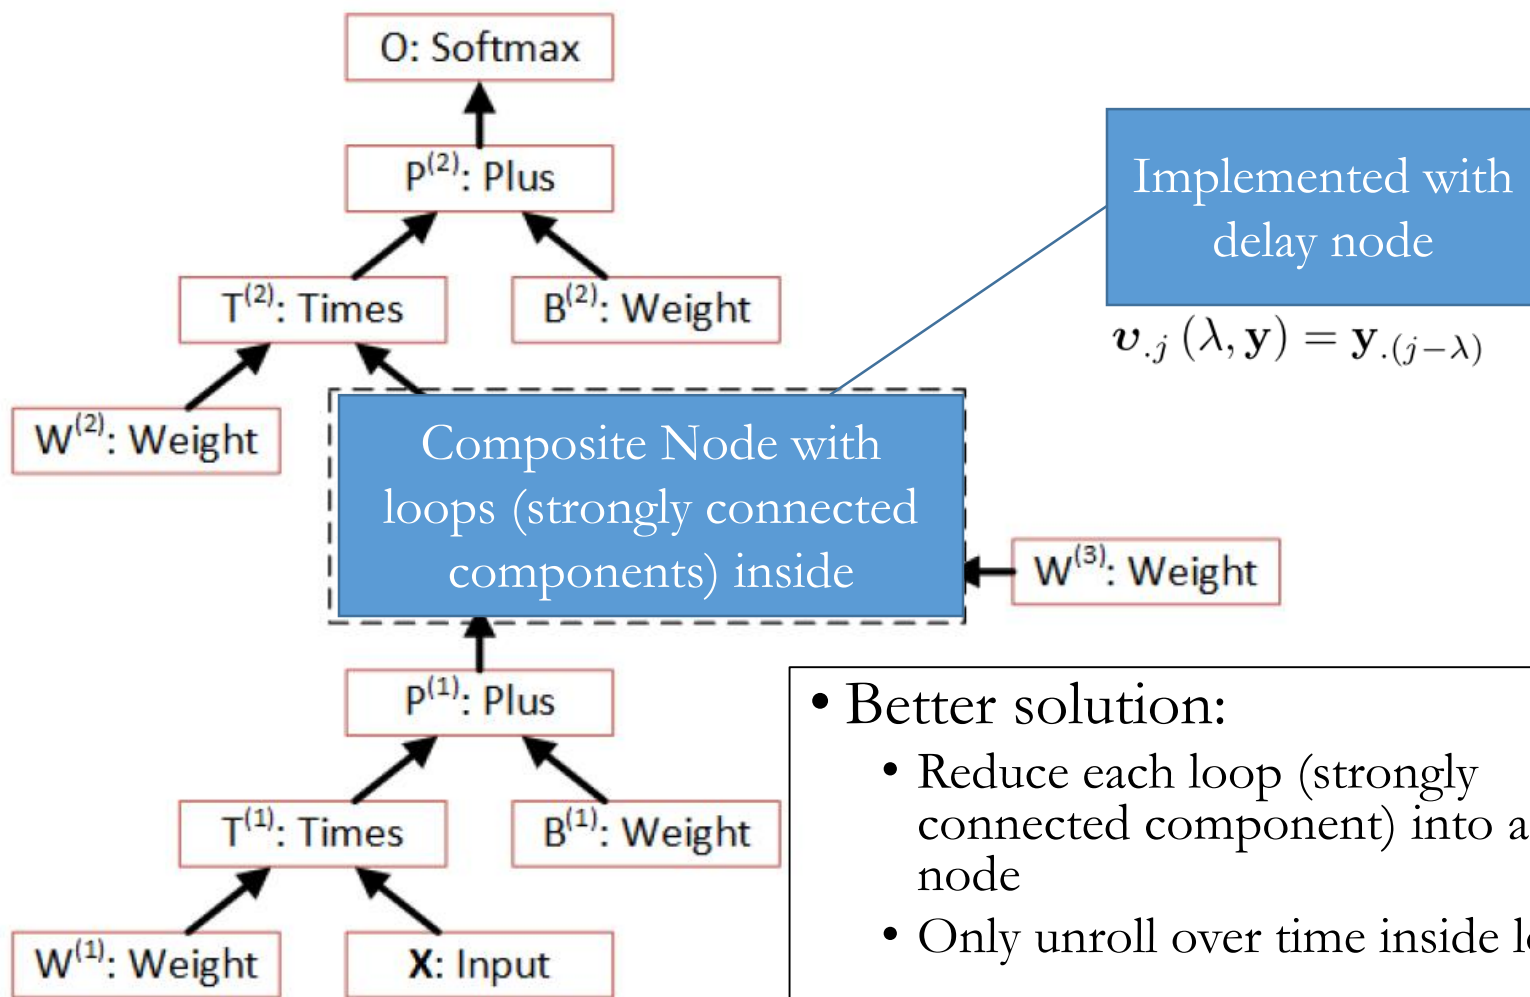 O: Softmax
P(2): Plus
Implemented with
delay node
T(2): Times
B(2): Weight
υ.j (λ, y) = y.(j−λ)
W(2): Weight
Composite Node with
loops (strongly connected
components) inside
W(3): Weight
P(1): Plus
• Better solution:
• Reduce each loop (strongly
connected component) into a
node
• Only unroll over time inside
T(1): Times
B(1): Weight
W(1): Weight
X: Input